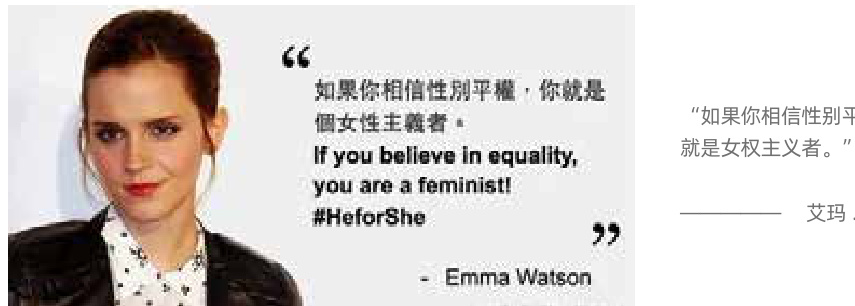 “
如果你相信性別平權，你就是
個女性主義者。
If you believe in equality,
you are a feminist!
#HeforShe
”
- Emma Watson
“如果你相信性别平
就是女权主义者。”
———— 艾玛 .